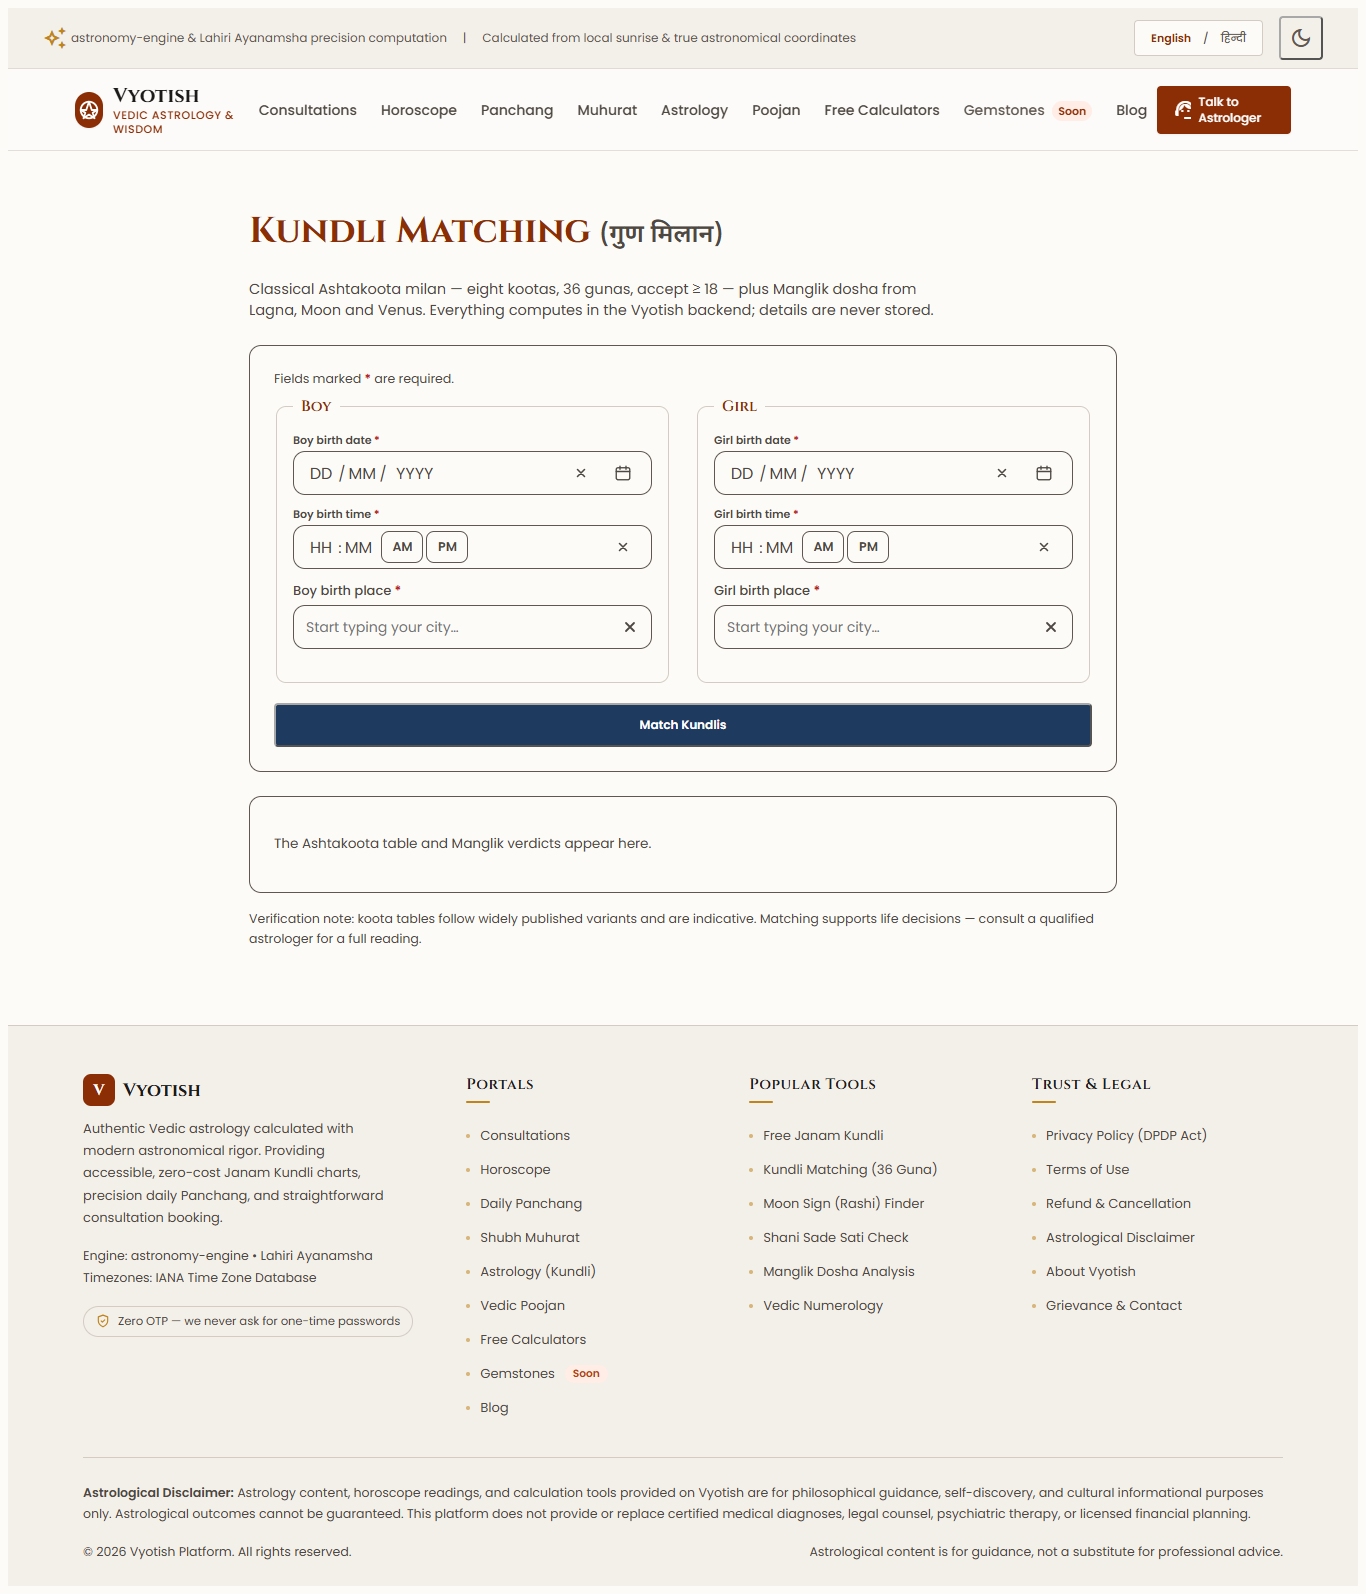 astronomy-engine & Lahiri Ayanamsha precision computation | Calculated from local sunrise & true astronomical coordinates
English / हिन्दी
Vyotish
VEDIC ASTROLOGY & WISDOM
Consultations Horoscope Panchang Muhurat Astrology Poojan Free Calculators Gemstones Soon Blog
Talk to Astrologer
Kundli Matching (गुण मिलान)
Classical Ashtakoota milan — eight kootas, 36 gunas, accept ≥ 18 — plus Manglik dosha from
Lagna, Moon and Venus. Everything computes in the Vyotish backend; details are never stored.
Fields marked * are required.
Boy
Boy birth date *
DD / MM / YYYY
Boy birth time *
HH : MM AM PM
Boy birth place *
Start typing your city…
Girl
Girl birth date *
DD / MM / YYYY
Girl birth time *
HH : MM AM PM
Girl birth place *
Start typing your city…
Match Kundlis
The Ashtakoota table and Manglik verdicts appear here.
Verification note: koota tables follow widely published variants and are indicative. Matching supports life decisions — consult a qualified
astrologer for a full reading.
V Vyotish
Authentic Vedic astrology calculated with
modern astronomical rigor. Providing
accessible, zero-cost Janam Kundli charts,
precision daily Panchang, and straightforward
consultation booking.
Engine: astronomy-engine • Lahiri Ayanamsha
Timezones: IANA Time Zone Database
Zero OTP — we never ask for one-time passwords
Portals
Consultations
Horoscope
Daily Panchang
Shubh Muhurat
Astrology (Kundli)
Vedic Poojan
Free Calculators
Gemstones Soon
Blog
Popular Tools
Free Janam Kundli
Kundli Matching (36 Guna)
Moon Sign (Rashi) Finder
Shani Sade Sati Check
Manglik Dosha Analysis
Vedic Numerology
Trust & Legal
Privacy Policy (DPDP Act)
Terms of Use
Refund & Cancellation
Astrological Disclaimer
About Vyotish
Grievance & Contact
Astrological Disclaimer: Astrology content, horoscope readings, and calculation tools provided on Vyotish are for philosophical guidance, self-discovery, and cultural informational purposes
only. Astrological outcomes cannot be guaranteed. This platform does not provide or replace certified medical diagnoses, legal counsel, psychiatric therapy, or licensed financial planning.
© 2026 Vyotish Platform. All rights reserved.
Astrological content is for guidance, not a substitute for professional advice.